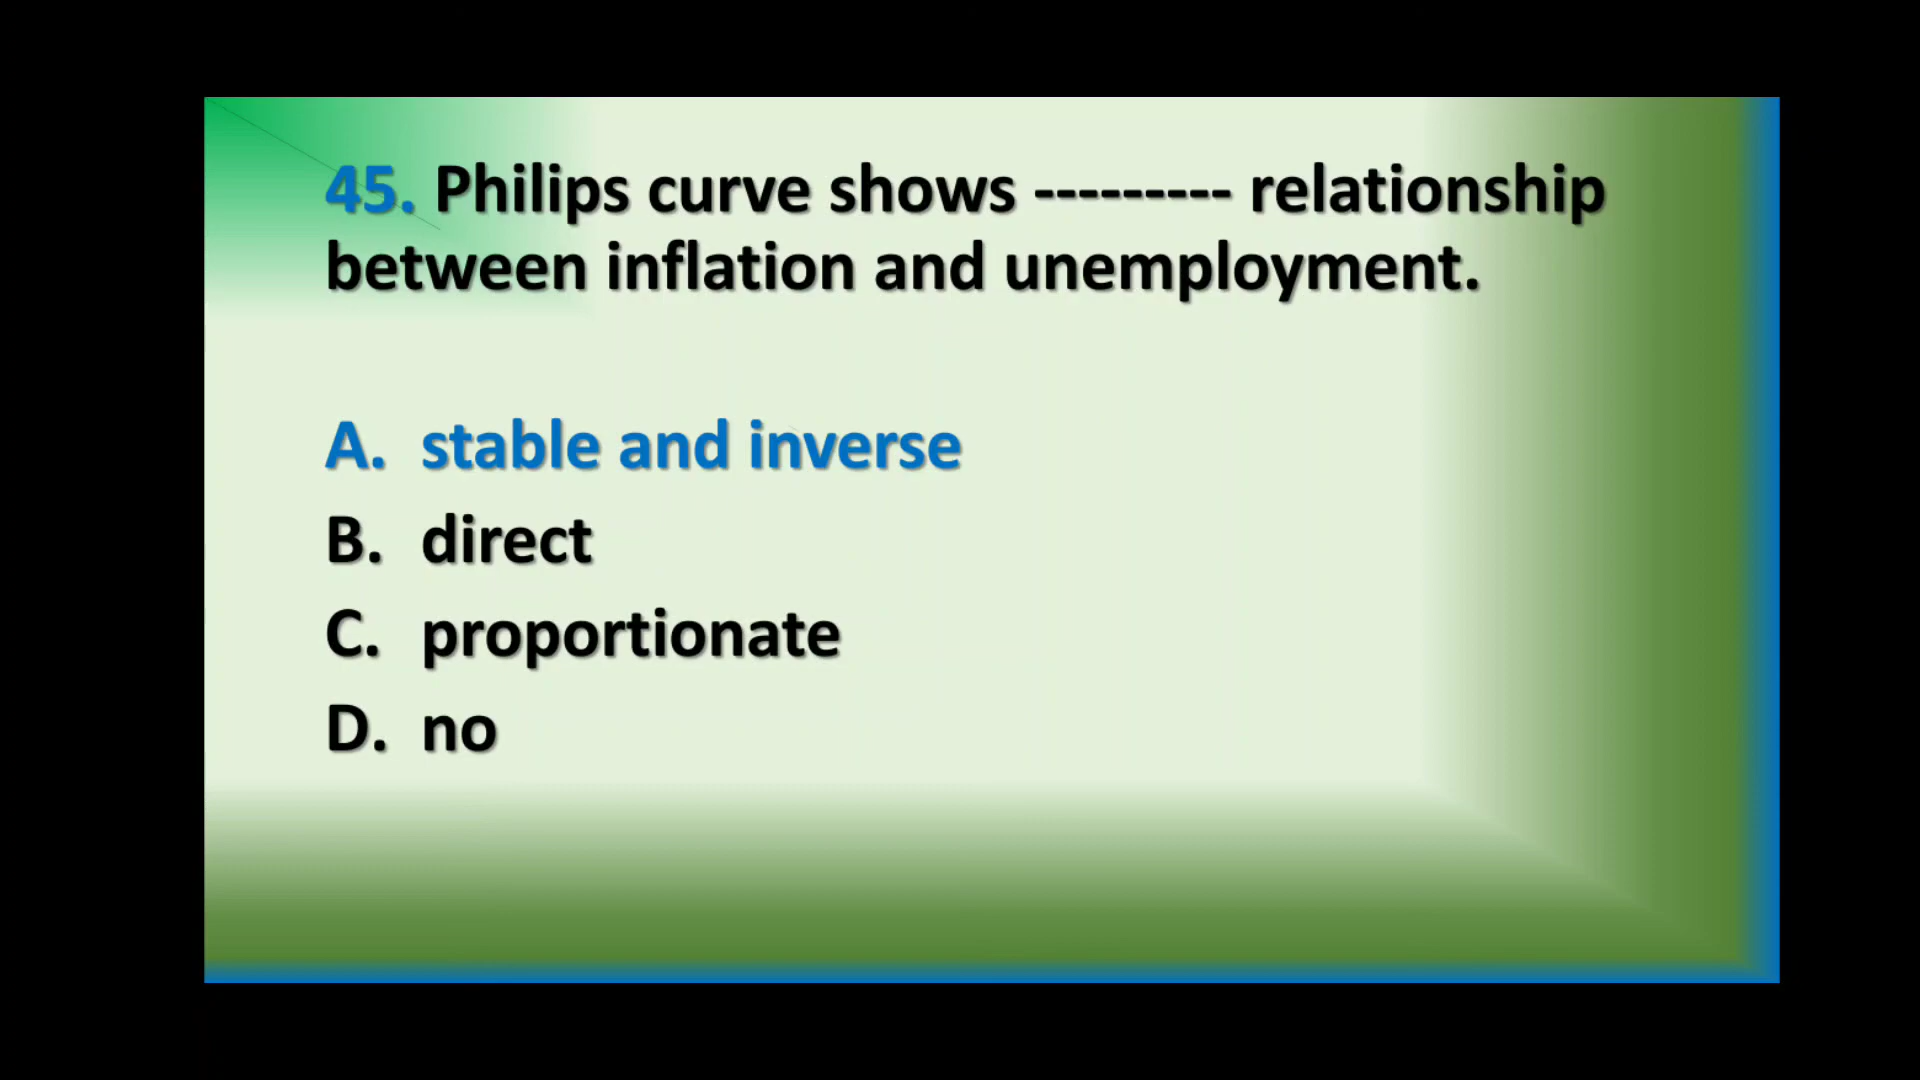 45. Philips curve shows --------- relationship
between inflation and unemployment.
A. stable and inverse
B. direct
C. proportionate
D. no